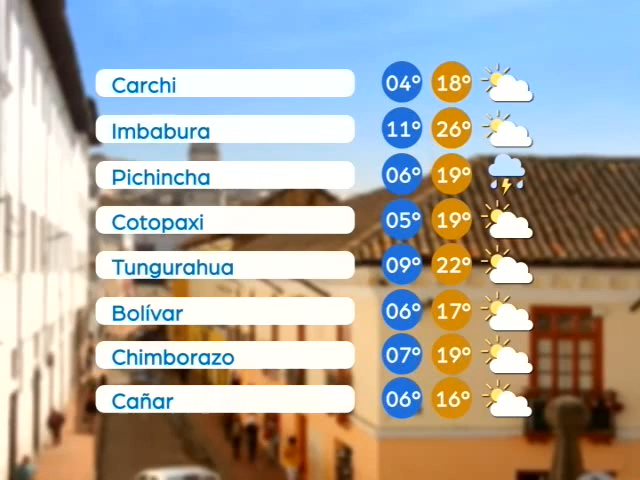 Carchi 04° 18°
Imbabura 11° 26°
Pichincha 06° 19°
Cotopaxi 05° 19°
Tungurahua 09° 22°
Bolívar 06° 17°
Chimborazo 07° 19°
Cañar 06° 16°